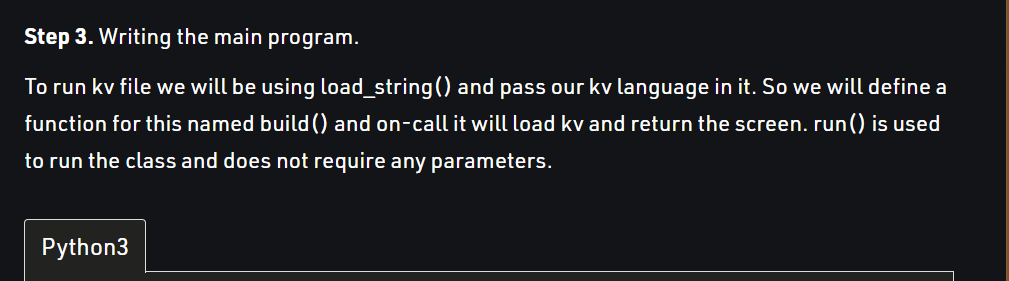 Step 3. Writing the main program.
To run kv file we will be using load_string() and pass our kv language in it. So we will define a
function for this named build() and on-call it will load kv and return the screen. run() is used
to run the class and does not require any parameters.
Python3